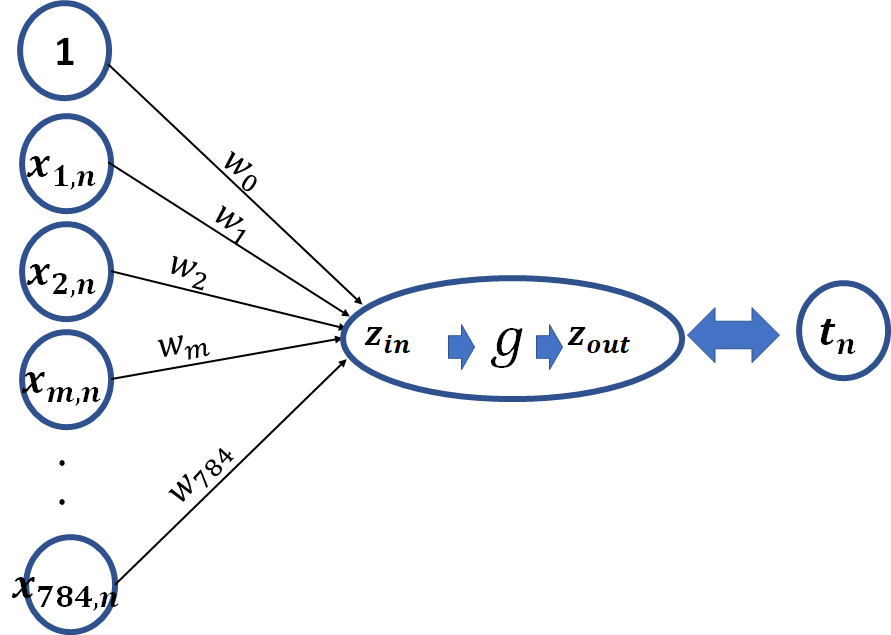 1
x₁,ₙ
x₂,ₙ
xₘ,ₙ
.
.
x₇₈₄,ₙ
w₀
w₁
w₂
wₘ
w₇₈₄
zᵢₙ g zₒᵤₜ
tₙ